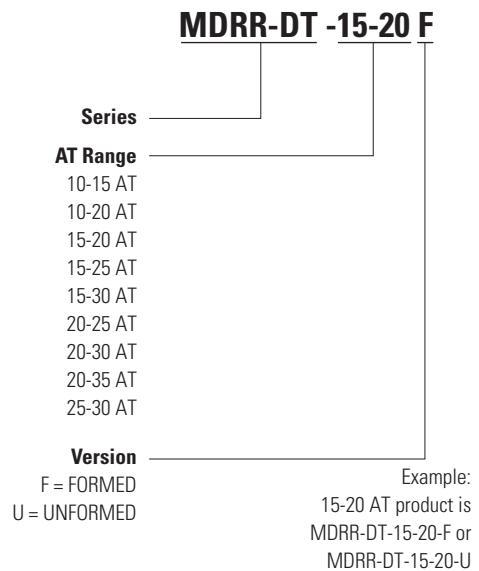 MDRR-DT -15-20 F
Series
AT Range
10-15 AT
10-20 AT
15-20 AT
15-25 AT
15-30 AT
20-25 AT
20-30 AT
20-35 AT
25-30 AT
Version
F = FORMED
U = UNFORMED
Example:
15-20 AT product is
MDRR-DT-15-20-F or
MDRR-DT-15-20-U